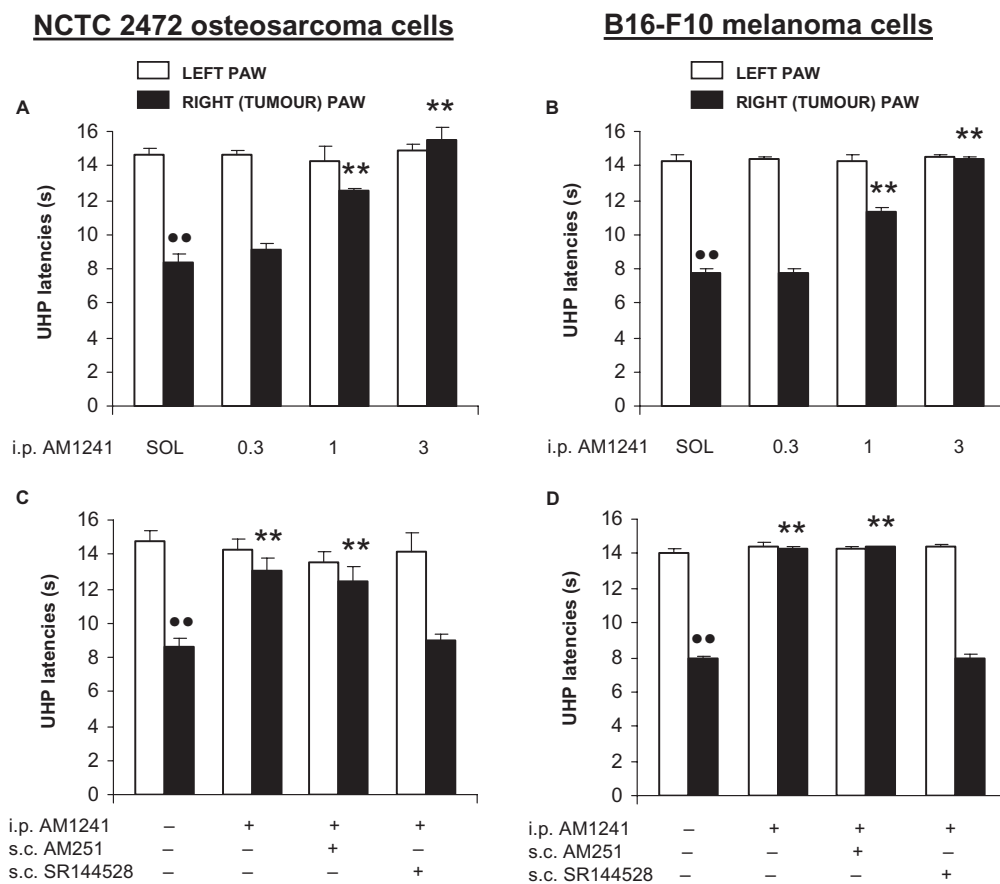 NCTC 2472 osteosarcoma cells
B16-F10 melanoma cells
LEFT PAW
RIGHT (TUMOUR) PAW
A
**
**
••
16
14
12
10
8
6
4
2
0
UHP latencies (s)
i.p. AM1241 SOL 0.3 1 3
LEFT PAW
RIGHT (TUMOUR) PAW
B
**
**
••
16
14
12
10
8
6
4
2
0
UHP latencies (s)
i.p. AM1241 SOL 0.3 1 3
C
** **
••
16
14
12
10
8
6
4
2
0
UHP latencies (s)
i.p. AM1241 – + + +
s.c. AM251 – – + –
s.c. SR144528 – – – +
D
** **
••
16
14
12
10
8
6
4
2
0
UHP latencies (s)
i.p. AM1241 – + + +
s.c. AM251 – – + –
s.c. SR144528 – – – +